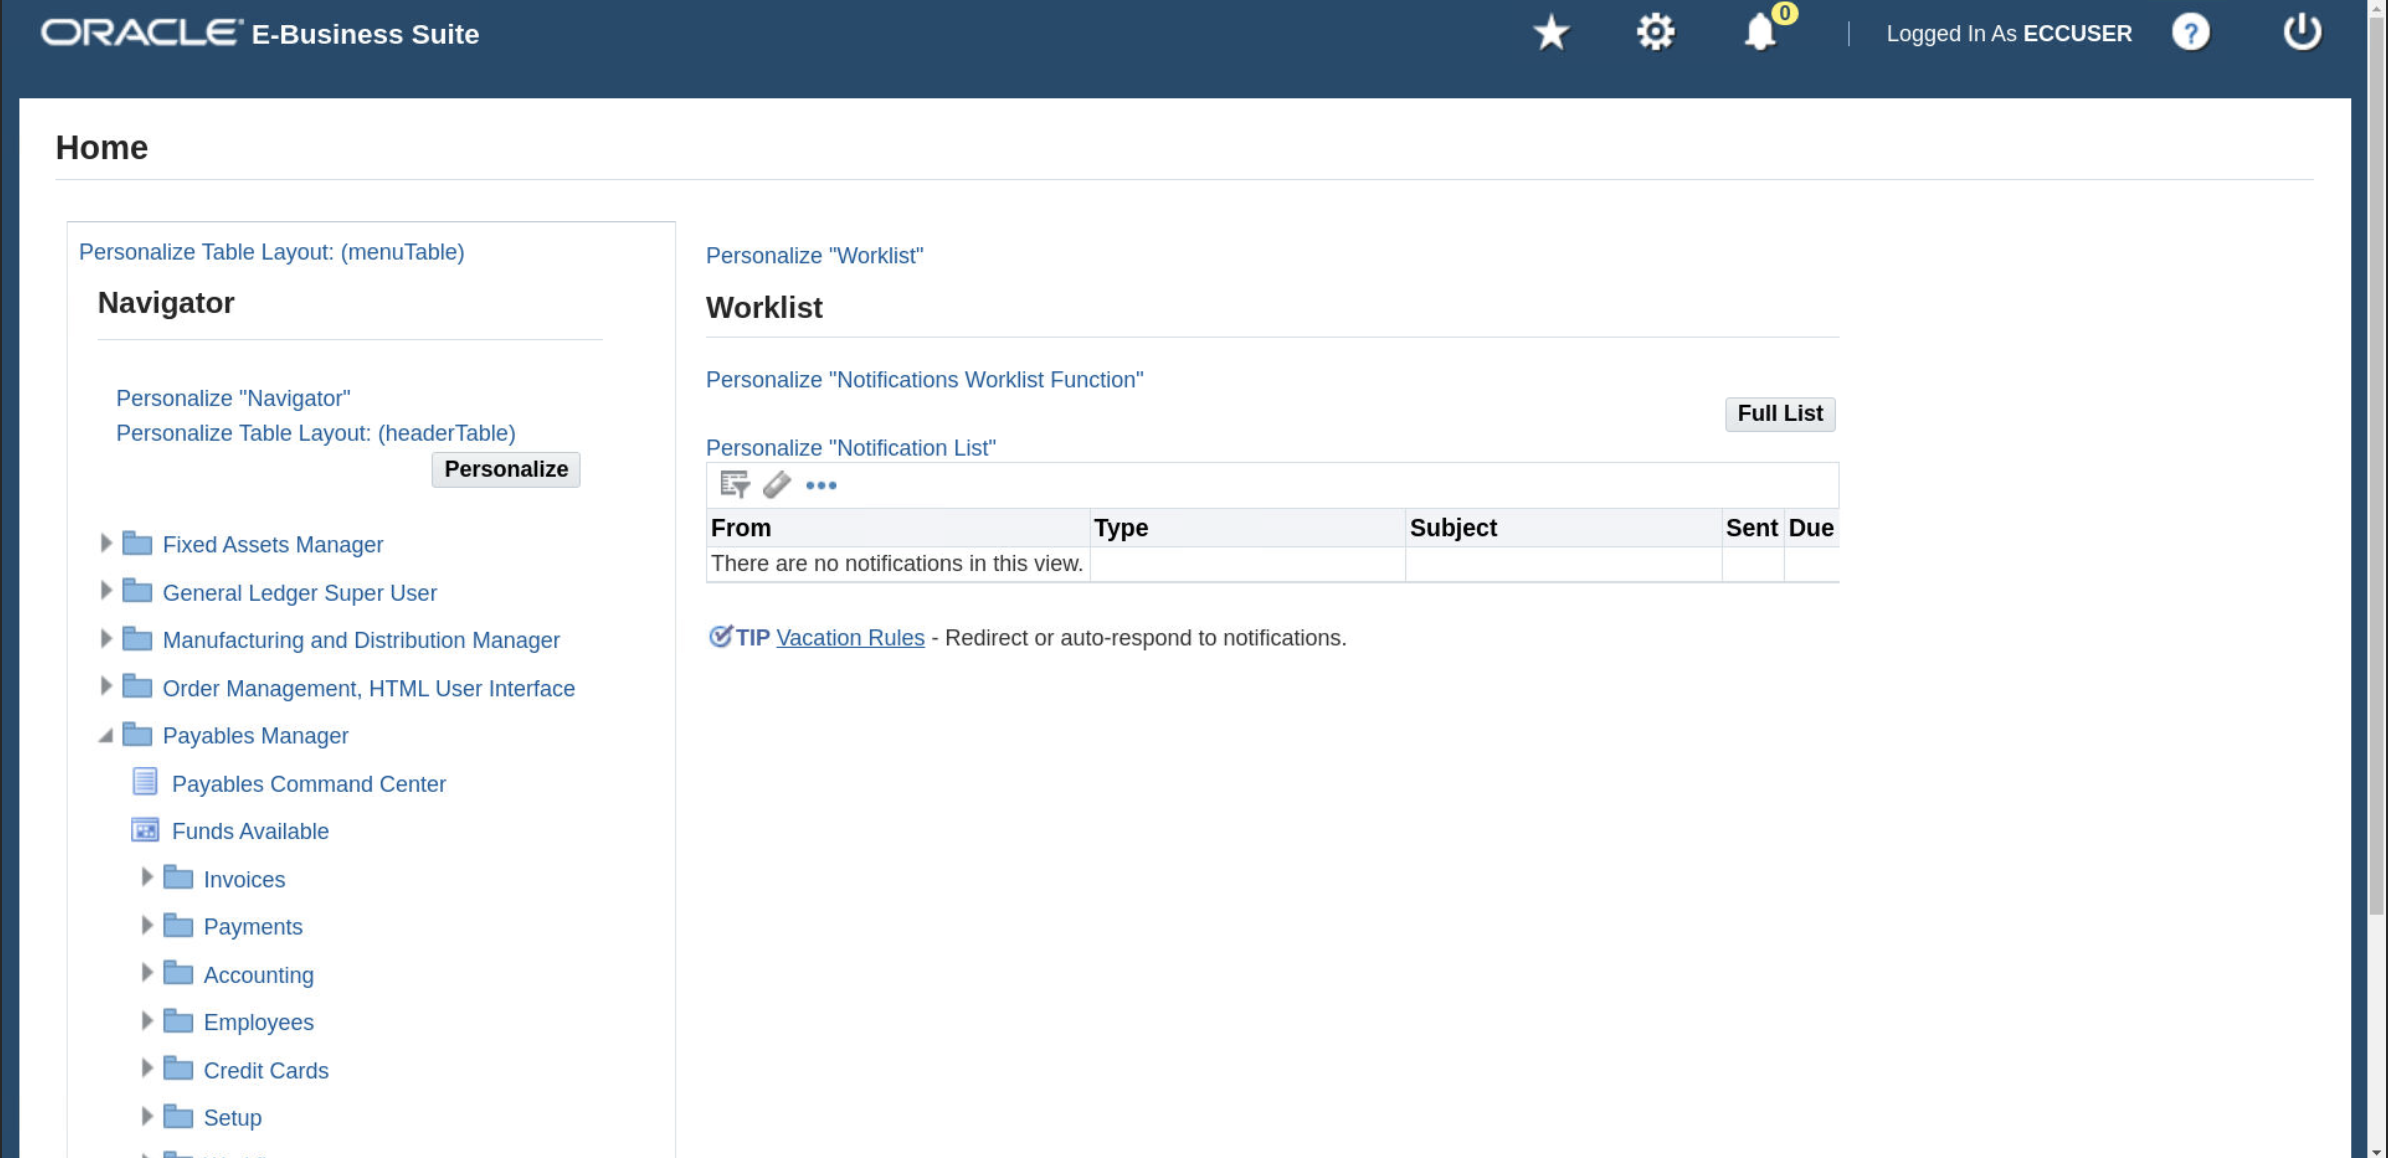 ORACLE E-Business Suite
0
Logged In As ECCUSER
?
Home
Personalize Table Layout: (menuTable)
Navigator
Personalize "Navigator"
Personalize Table Layout: (headerTable)
Personalize
Fixed Assets Manager
General Ledger Super User
Manufacturing and Distribution Manager
Order Management, HTML User Interface
Payables Manager
Payables Command Center
Funds Available
Invoices
Payments
Accounting
Employees
Credit Cards
Setup
Personalize "Worklist"
Worklist
Personalize "Notifications Worklist Function"
Full List
Personalize "Notification List"
From Type Subject Sent Due
There are no notifications in this view.
TIP Vacation Rules - Redirect or auto-respond to notifications.